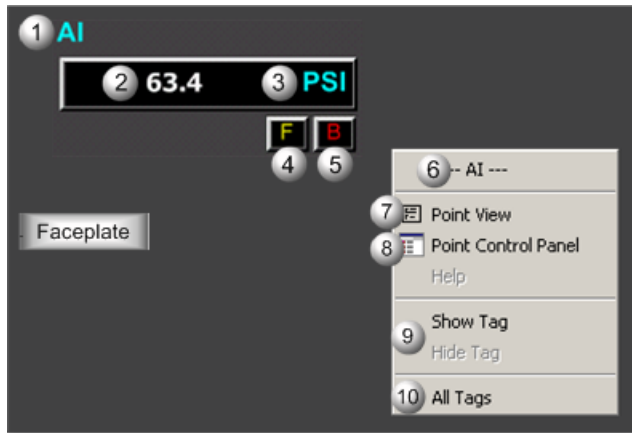 1 AI
2 63.4 3 PSI
F B
4 5
6 -- AI ---
7 Point View
Faceplate
8 Point Control Panel
Help
Show Tag
9
Hide Tag
10 All Tags